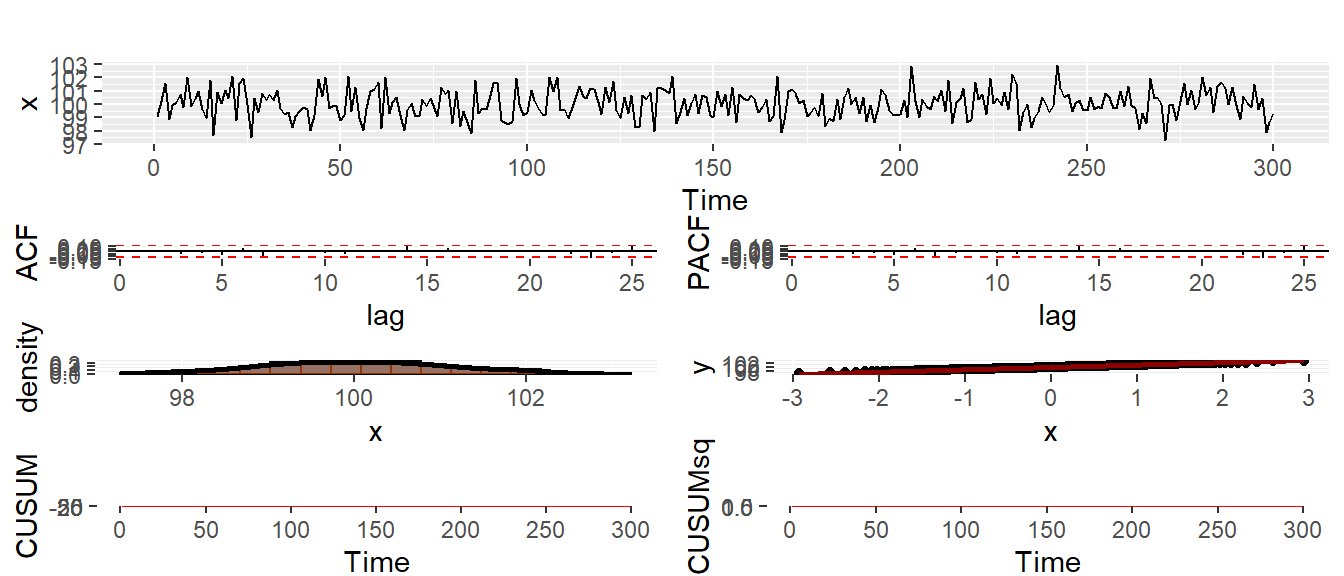 x
103
102
101
100
99
98
97
0 50 100 150 200 250 300
Time
ACF
0 5 10 15 20 25
lag
PACF
0 5 10 15 20 25
lag
density
98 100 102
x
y
-3 -2 -1 0 1 2 3
x
CUSUM
0 50 100 150 200 250 300
Time
CUSUMsq
0 50 100 150 200 250 300
Time